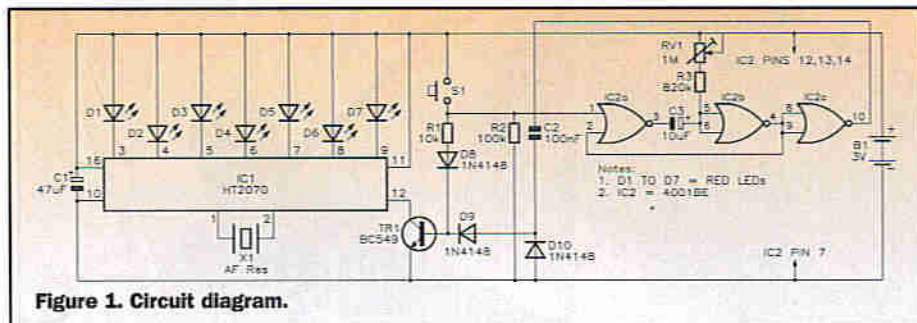 RV1
1M
IC2 PINS 12,13,14
R3
820k
S1
D1
D2
D3
D4
D5
D6
D7
IC2a
IC2b
IC2c
1
2
3
C3
10uF
5
6
4
8
9
10
R1
10k
R2
100k
C2
100nF
B1
3V
D8
1N4148
C1
47uF
16
10
3
4
5
6
7
8
9
11
12
IC1
HT2070
1
2
X1
AF Res
TR1
BC549
D9
1N4148
D10
1N4148
Notes:
1. D1 TO D7 = RED LEDs
2. IC2 = 4001BE
IC2 PIN 7
Figure 1. Circuit diagram.